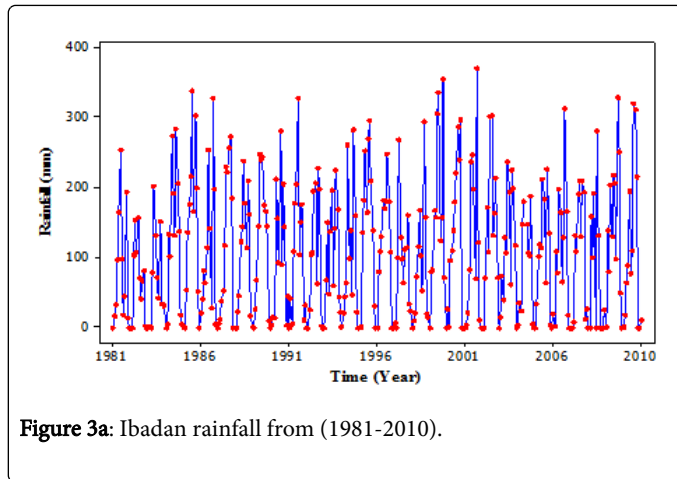 400
300
200
100
0
Rainfall (mm)
1981 1986 1991 1996 2001 2006 2010
Time (Year)
Figure 3a: Ibadan rainfall from (1981-2010).